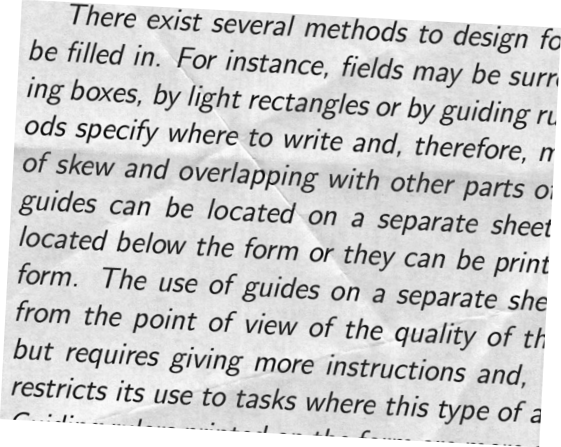 There exist several methods to design fo
be filled in. For instance, fields may be surr
ing boxes, by light rectangles or by guiding ru
ods specify where to write and, therefore, m
of skew and overlapping with other parts of
guides can be located on a separate sheet
located below the form or they can be print
form. The use of guides on a separate she
from the point of view of the quality of th
but requires giving more instructions and,
restricts its use to tasks where this type of a